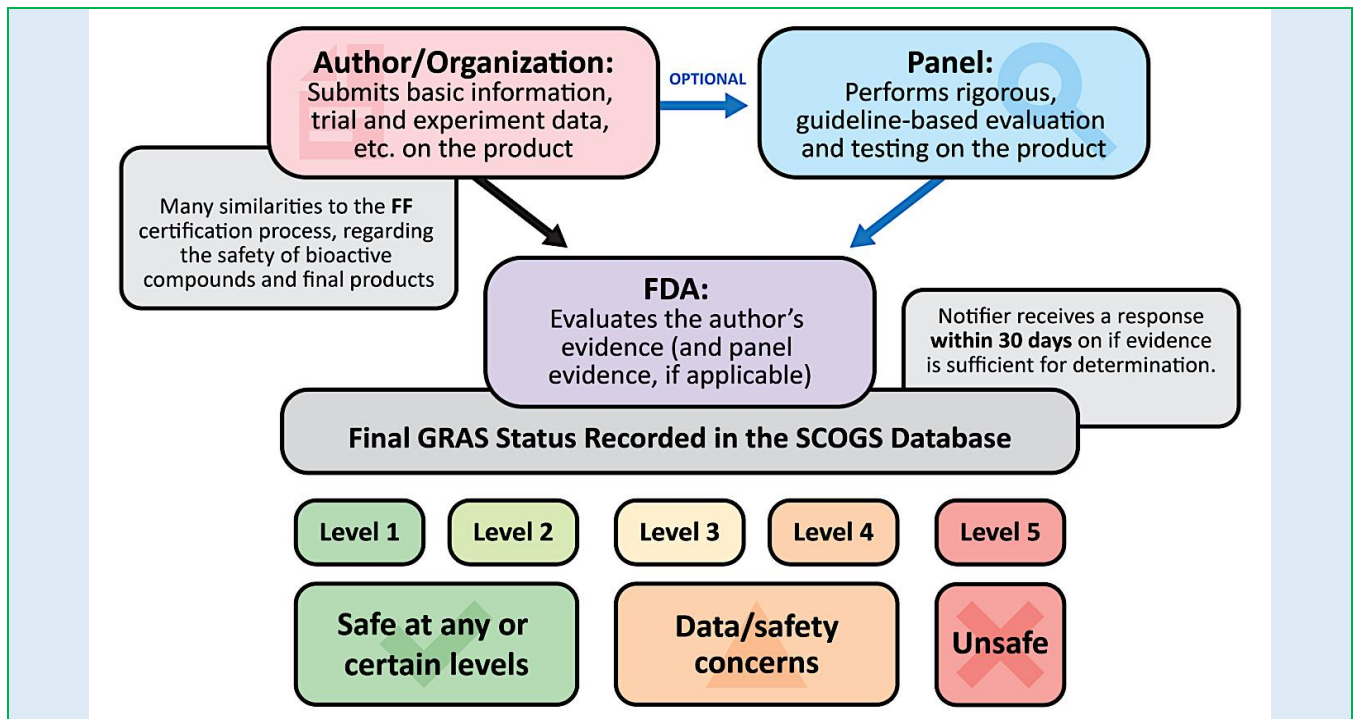 Author/Organization:
Submits basic information,
trial and experiment data,
etc. on the product
OPTIONAL
Panel:
Performs rigorous,
guideline-based evaluation
and testing on the product
Many similarities to the FF
certification process, regarding
the safety of bioactive
compounds and final products
FDA:
Evaluates the author’s
evidence (and panel
evidence, if applicable)
Notifier receives a response
within 30 days on if evidence
is sufficient for determination.
Final GRAS Status Recorded in the SCOGS Database
Level 1
Level 2
Level 3
Level 4
Level 5
Safe at any or
certain levels
Data/safety
concerns
Unsafe